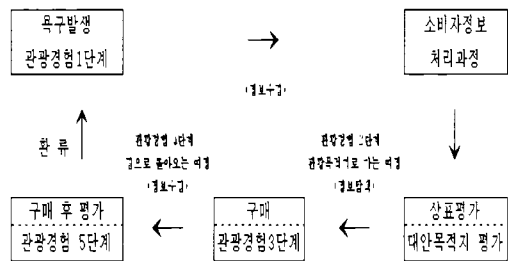 욕구발생
관광경험1단계
소비자정보
처리과정
(정보수집)
환 류
관광경험 4단계
집으로 돌아오는 여정
(정보수집)
관광경험 2단계
관광목적지로 가는 여정
(정보탐색)
구매 후 평가
관광경험 5단계
구매
관광경험3단계
상표평가
대안목적지 평가